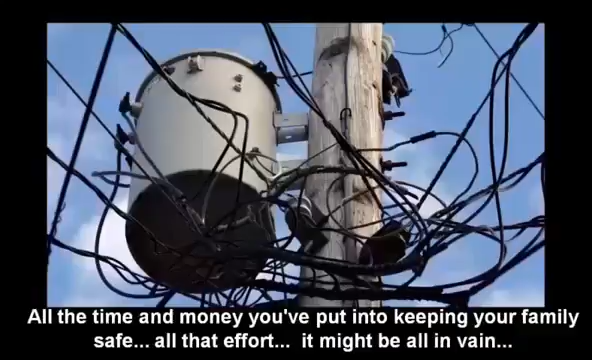 All the time and money you've put into keeping your family
safe... all that effort...  it might be all in vain...